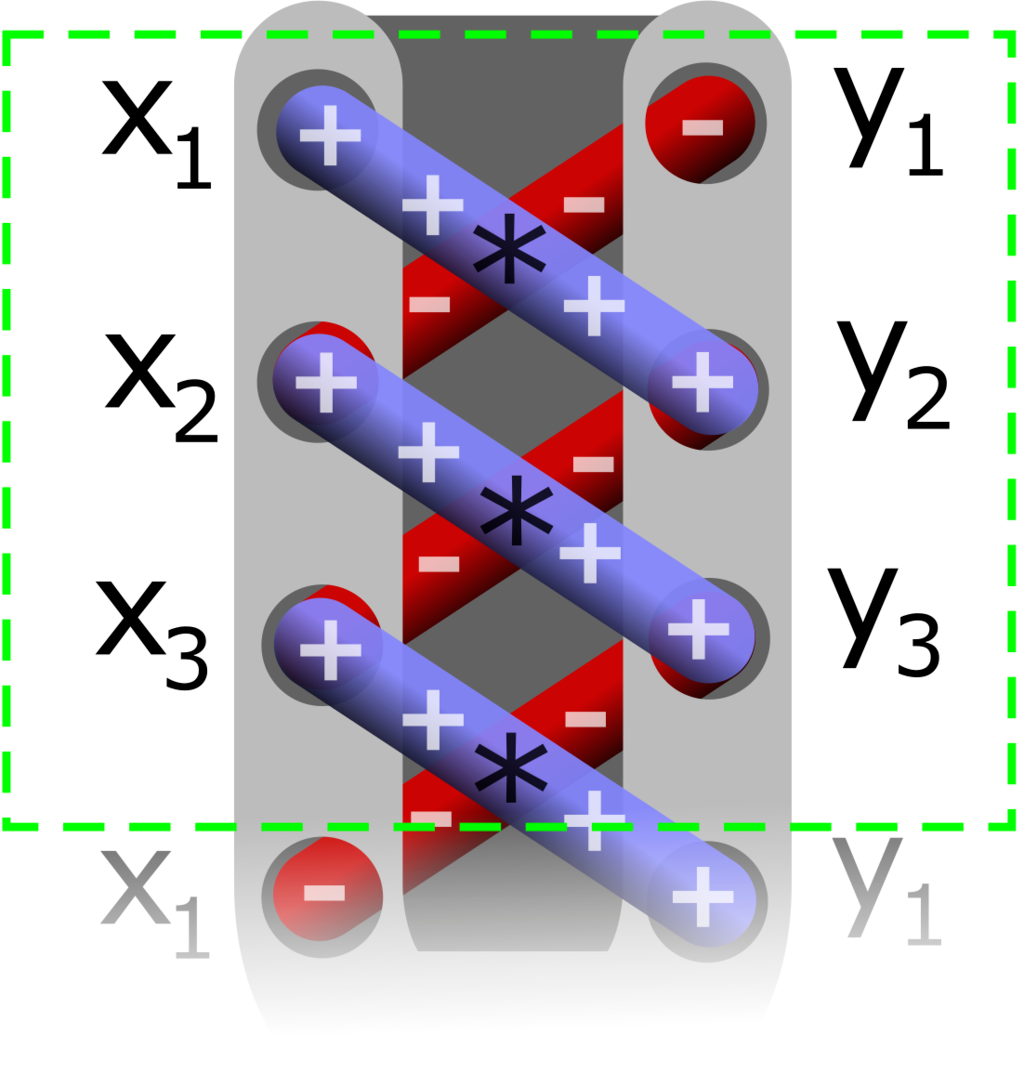 x₁ + - y₁
+ -
*
- +
x₂ + + y₂
+ -
*
- +
x₃ + + y₃
+ -
*
- +
x₁ - + y₁